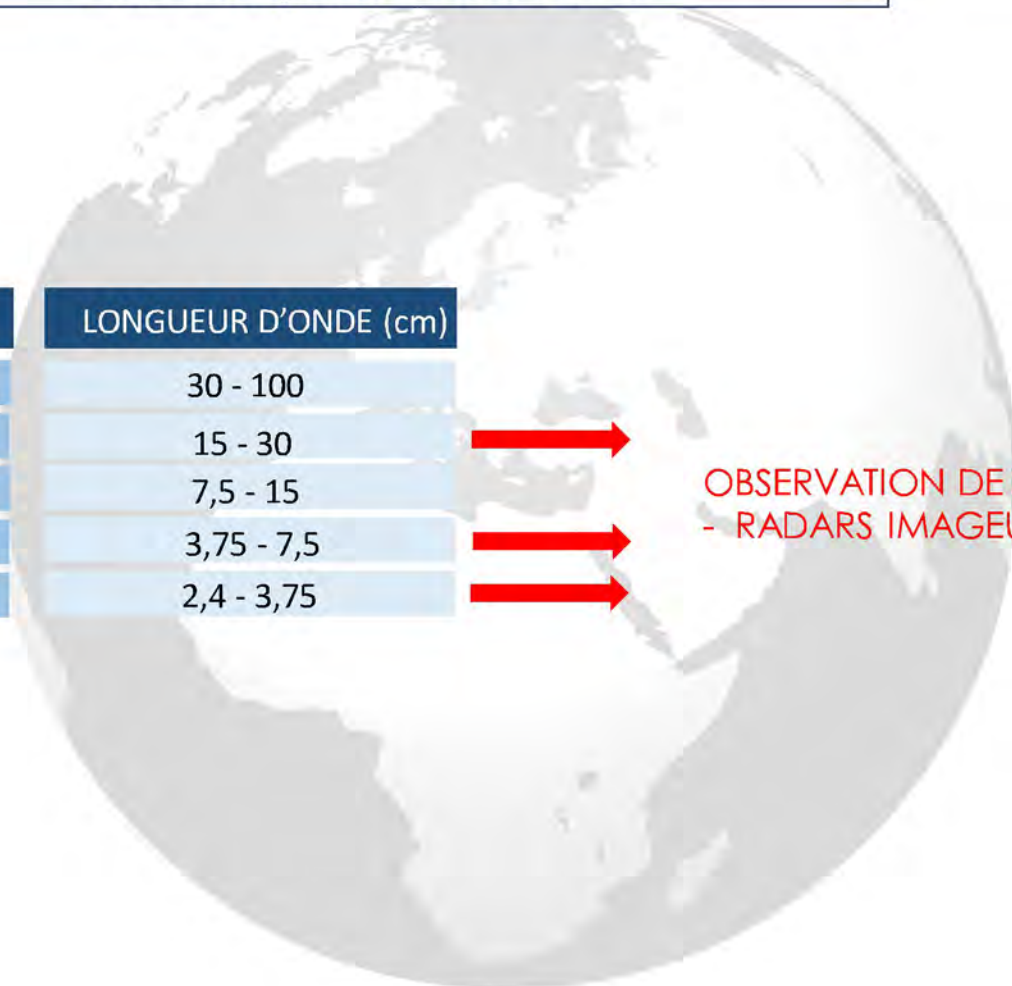 LONGUEUR D'ONDE (cm)
30 - 100
15 - 30
7,5 - 15
3,75 - 7,5
2,4 - 3,75
OBSERVATION DE
- RADARS